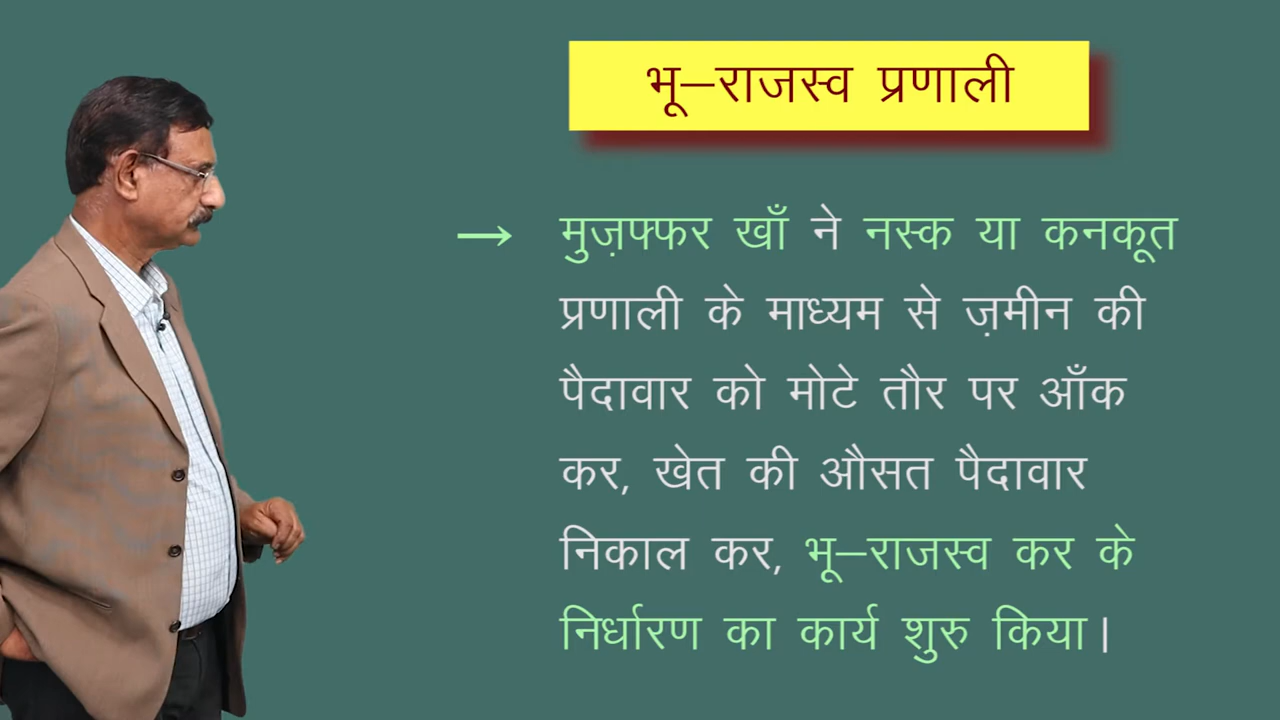 भू–राजस्व प्रणाली
→ मुज़फ्फर खाँ ने नस्क या कनकूत
प्रणाली के माध्यम से ज़मीन की
पैदावार को मोटे तौर पर आँक
कर, खेत की औसत पैदावार
निकाल कर, भू–राजस्व कर के
निर्धारण का कार्य शुरु किया।